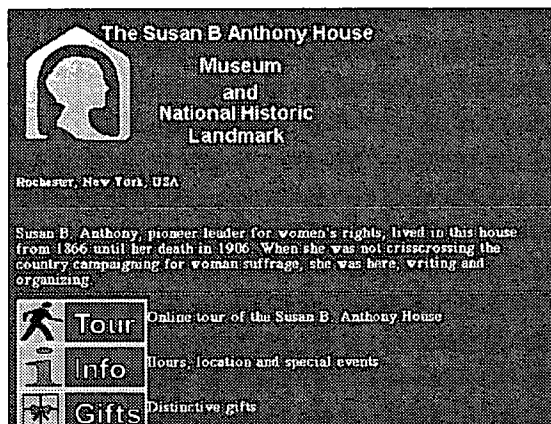 The Susan B Anthony House
Museum
and
National Historic
Landmark
Rochester, New York, USA
Susan B. Anthony, pioneer leader for women's rights, lived in this house
from 1866 until her death in 1906. When she was not crisscrossing the
country campaigning for woman suffrage, she was here, writing and
organizing.
Tour Online tour of the Susan B. Anthony House
Info Hours, location and special events
Gifts Distinctive gifts